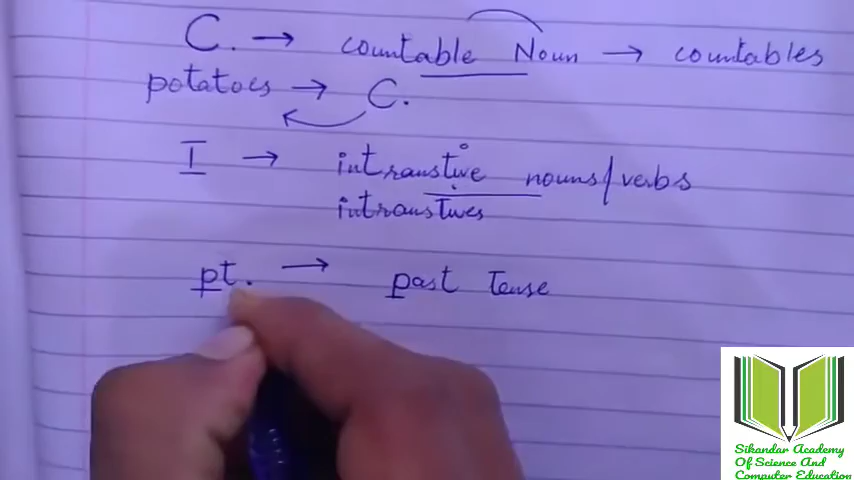 C. → countable Noun → countables
potatoes → C.
I → intranstive nouns/verbs
intranstives
pt. → past Tense
Sikandar Academy
Of Science And
Computer Education